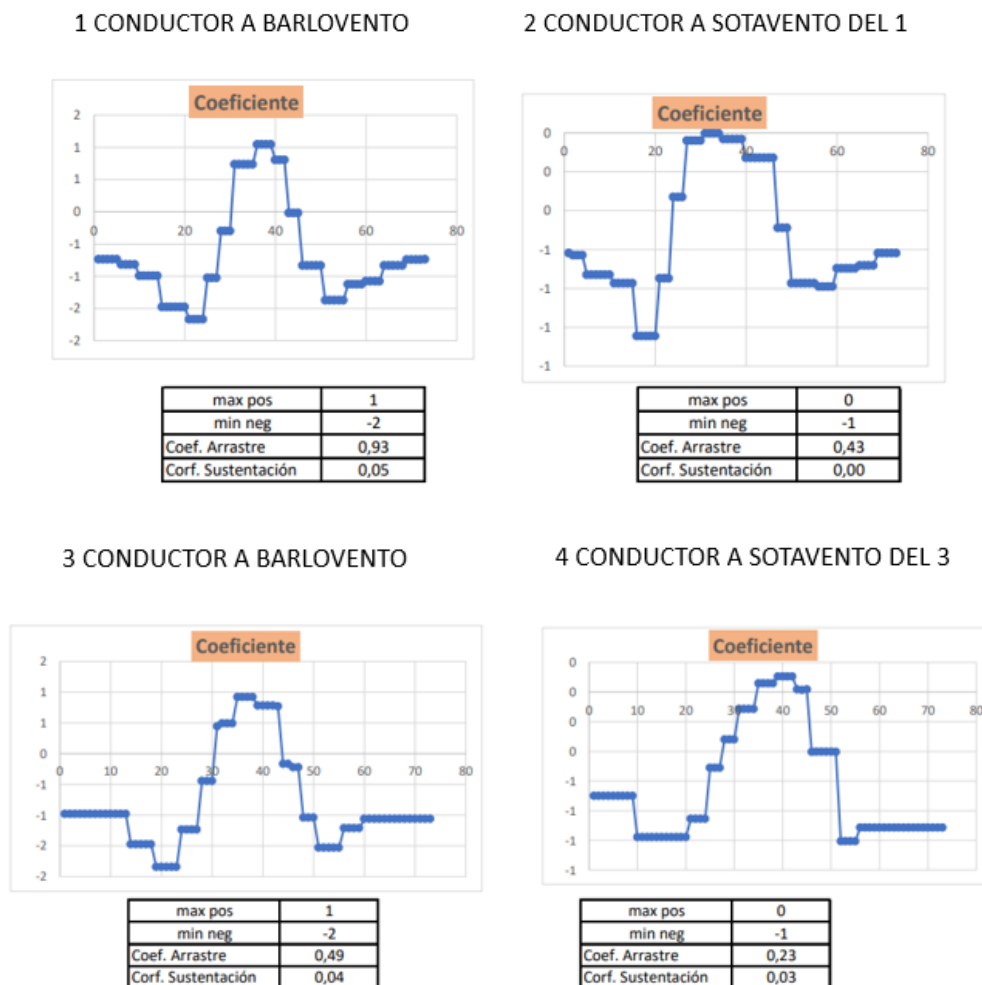 1 CONDUCTOR A BARLOVENTO
2 CONDUCTOR A SOTAVENTO DEL 1
Coeficiente
2
1
1
0
-1
-1
-2
-2
0 20 40 60 80
max pos 1
min neg -2
Coef. Arrastre 0,93
Corf. Sustentación 0,05
Coeficiente
0
0
0
-1
-1
-1
-1
0 20 40 60 80
max pos 0
min neg -1
Coef. Arrastre 0,43
Corf. Sustentación 0,00
3 CONDUCTOR A BARLOVENTO
4 CONDUCTOR A SOTAVENTO DEL 3
Coeficiente
2
1
1
0
-1
-1
-2
-2
0 10 20 30 40 50 60 70 80
max pos 1
min neg -2
Coef. Arrastre 0,49
Corf. Sustentación 0,04
Coeficiente
0
0
0
0
-1
-1
-1
-1
0 10 20 30 40 50 60 70 80
max pos 0
min neg -1
Coef. Arrastre 0,23
Corf. Sustentación 0,03